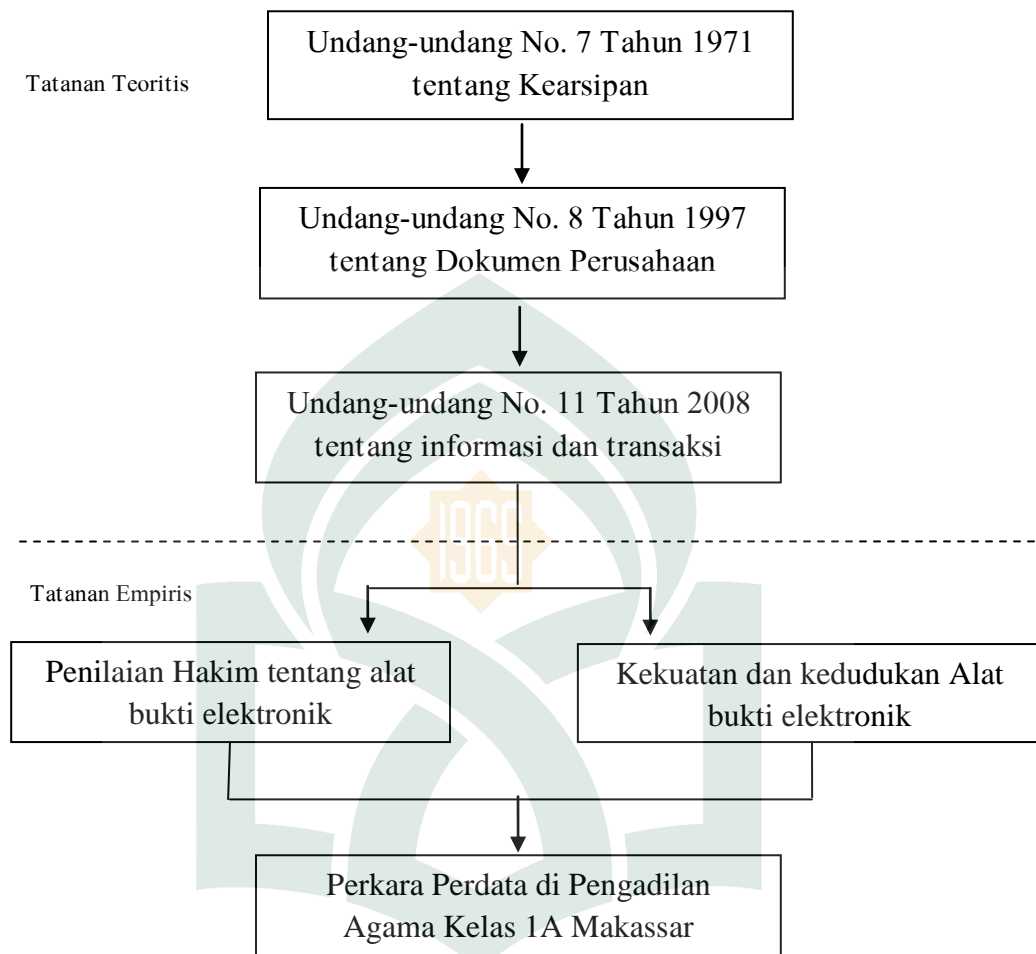 Undang-undang No. 7 Tahun 1971
tentang Kearsipan
Tatanan Teoritis
Undang-undang No. 8 Tahun 1997
tentang Dokumen Perusahaan
Undang-undang No. 11 Tahun 2008
tentang informasi dan transaksi
1965
Tatanan Empiris
Penilaian Hakim tentang alat
bukti elektronik
Kekuatan dan kedudukan Alat
bukti elektronik
Perkara Perdata di Pengadilan
Agama Kelas 1A Makassar